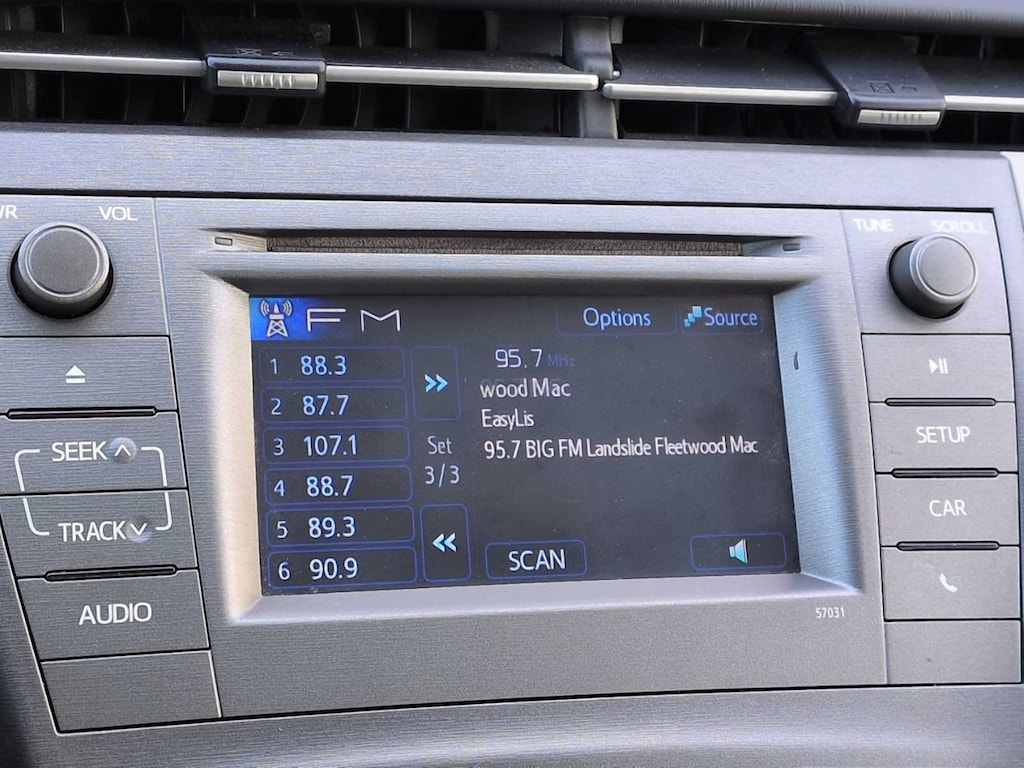 VOL
TUNE SCROLL
FM
Options
Source
1 88.3
2 87.7
3 107.1
4 88.7
5 89.3
6 90.9
Set
3/3
95.7 MHz
wood Mac
EasyLis
95.7 BIG FM Landslide Fleetwood Mac
SCAN
SEEK
TRACK
AUDIO
SETUP
CAR
57031